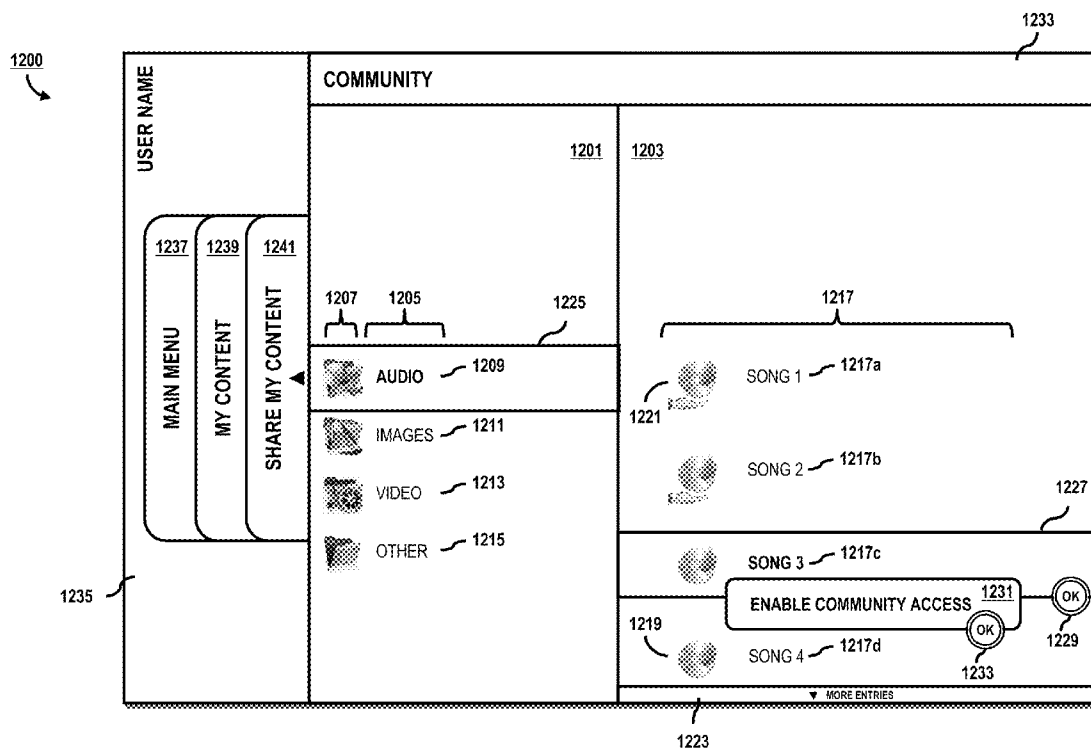 1233
1200
USER NAME
COMMUNITY
1201
1203
1237
1239
1241
MAIN MENU
MY CONTENT
SHARE MY CONTENT
1207
1205
1225
1217
AUDIO
1209
IMAGES
1211
VIDEO
1213
OTHER
1215
1221
SONG 1
1217a
SONG 2
1217b
1227
SONG 3
1217c
ENABLE COMMUNITY ACCESS
1231
OK
OK
1229
1219
SONG 4
1217d
1233
1235
MORE ENTRIES
1223